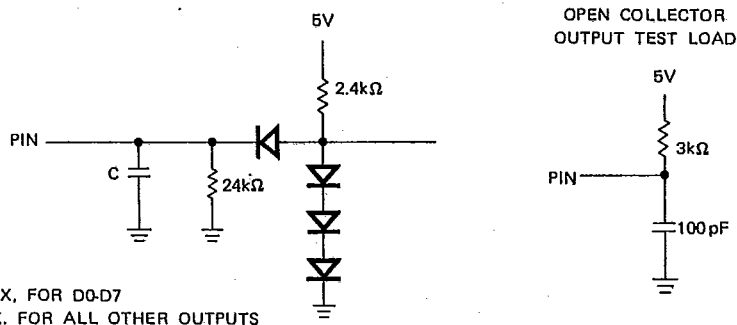 5V
2.4kΩ
PIN
C
24kΩ
X, FOR D0-D7
FOR ALL OTHER OUTPUTS
OPEN COLLECTOR
OUTPUT TEST LOAD
5V
3kΩ
PIN
100pF